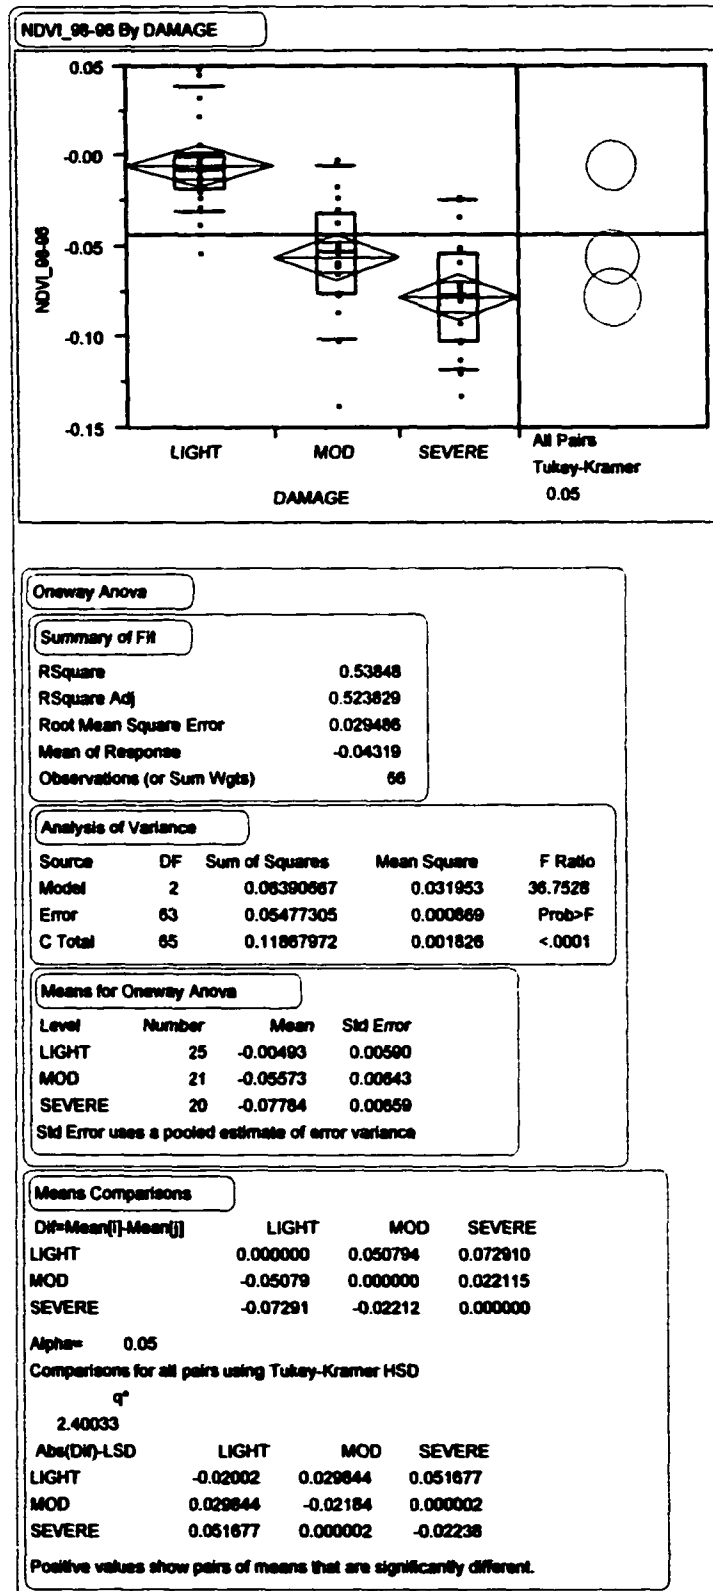 NDVI_98-96 By DAMAGE
0.05
-0.00
-0.05
-0.10
-0.15
NDVI_98-96
LIGHT MOD SEVERE
DAMAGE
All Pairs
Tukey-Kramer
0.05
Oneway Anova
Summary of Fit
RSquare 0.53848
RSquare Adj 0.523829
Root Mean Square Error 0.029486
Mean of Response -0.04319
Observations (or Sum Wgts) 66
Analysis of Variance
Source DF Sum of Squares Mean Square F Ratio
Model 2 0.06390667 0.031953 36.7528
Error 63 0.05477305 0.000869 Prob>F
C Total 65 0.11867972 0.001826 <.0001
Means for Oneway Anova
Level Number Mean Std Error
LIGHT 25 -0.00493 0.00590
MOD 21 -0.05573 0.00643
SEVERE 20 -0.07784 0.00659
Std Error uses a pooled estimate of error variance
Means Comparisons
Dif=Mean[i]-Mean[j] LIGHT MOD SEVERE
LIGHT 0.000000 0.050794 0.072910
MOD -0.05079 0.000000 0.022115
SEVERE -0.07291 -0.02212 0.000000
Alpha= 0.05
Comparisons for all pairs using Tukey-Kramer HSD
q*
2.40033
Abs(Dif)-LSD LIGHT MOD SEVERE
LIGHT -0.02002 0.029844 0.051677
MOD 0.029844 -0.02184 0.000002
SEVERE 0.051677 0.000002 -0.02238
Positive values show pairs of means that are significantly different.